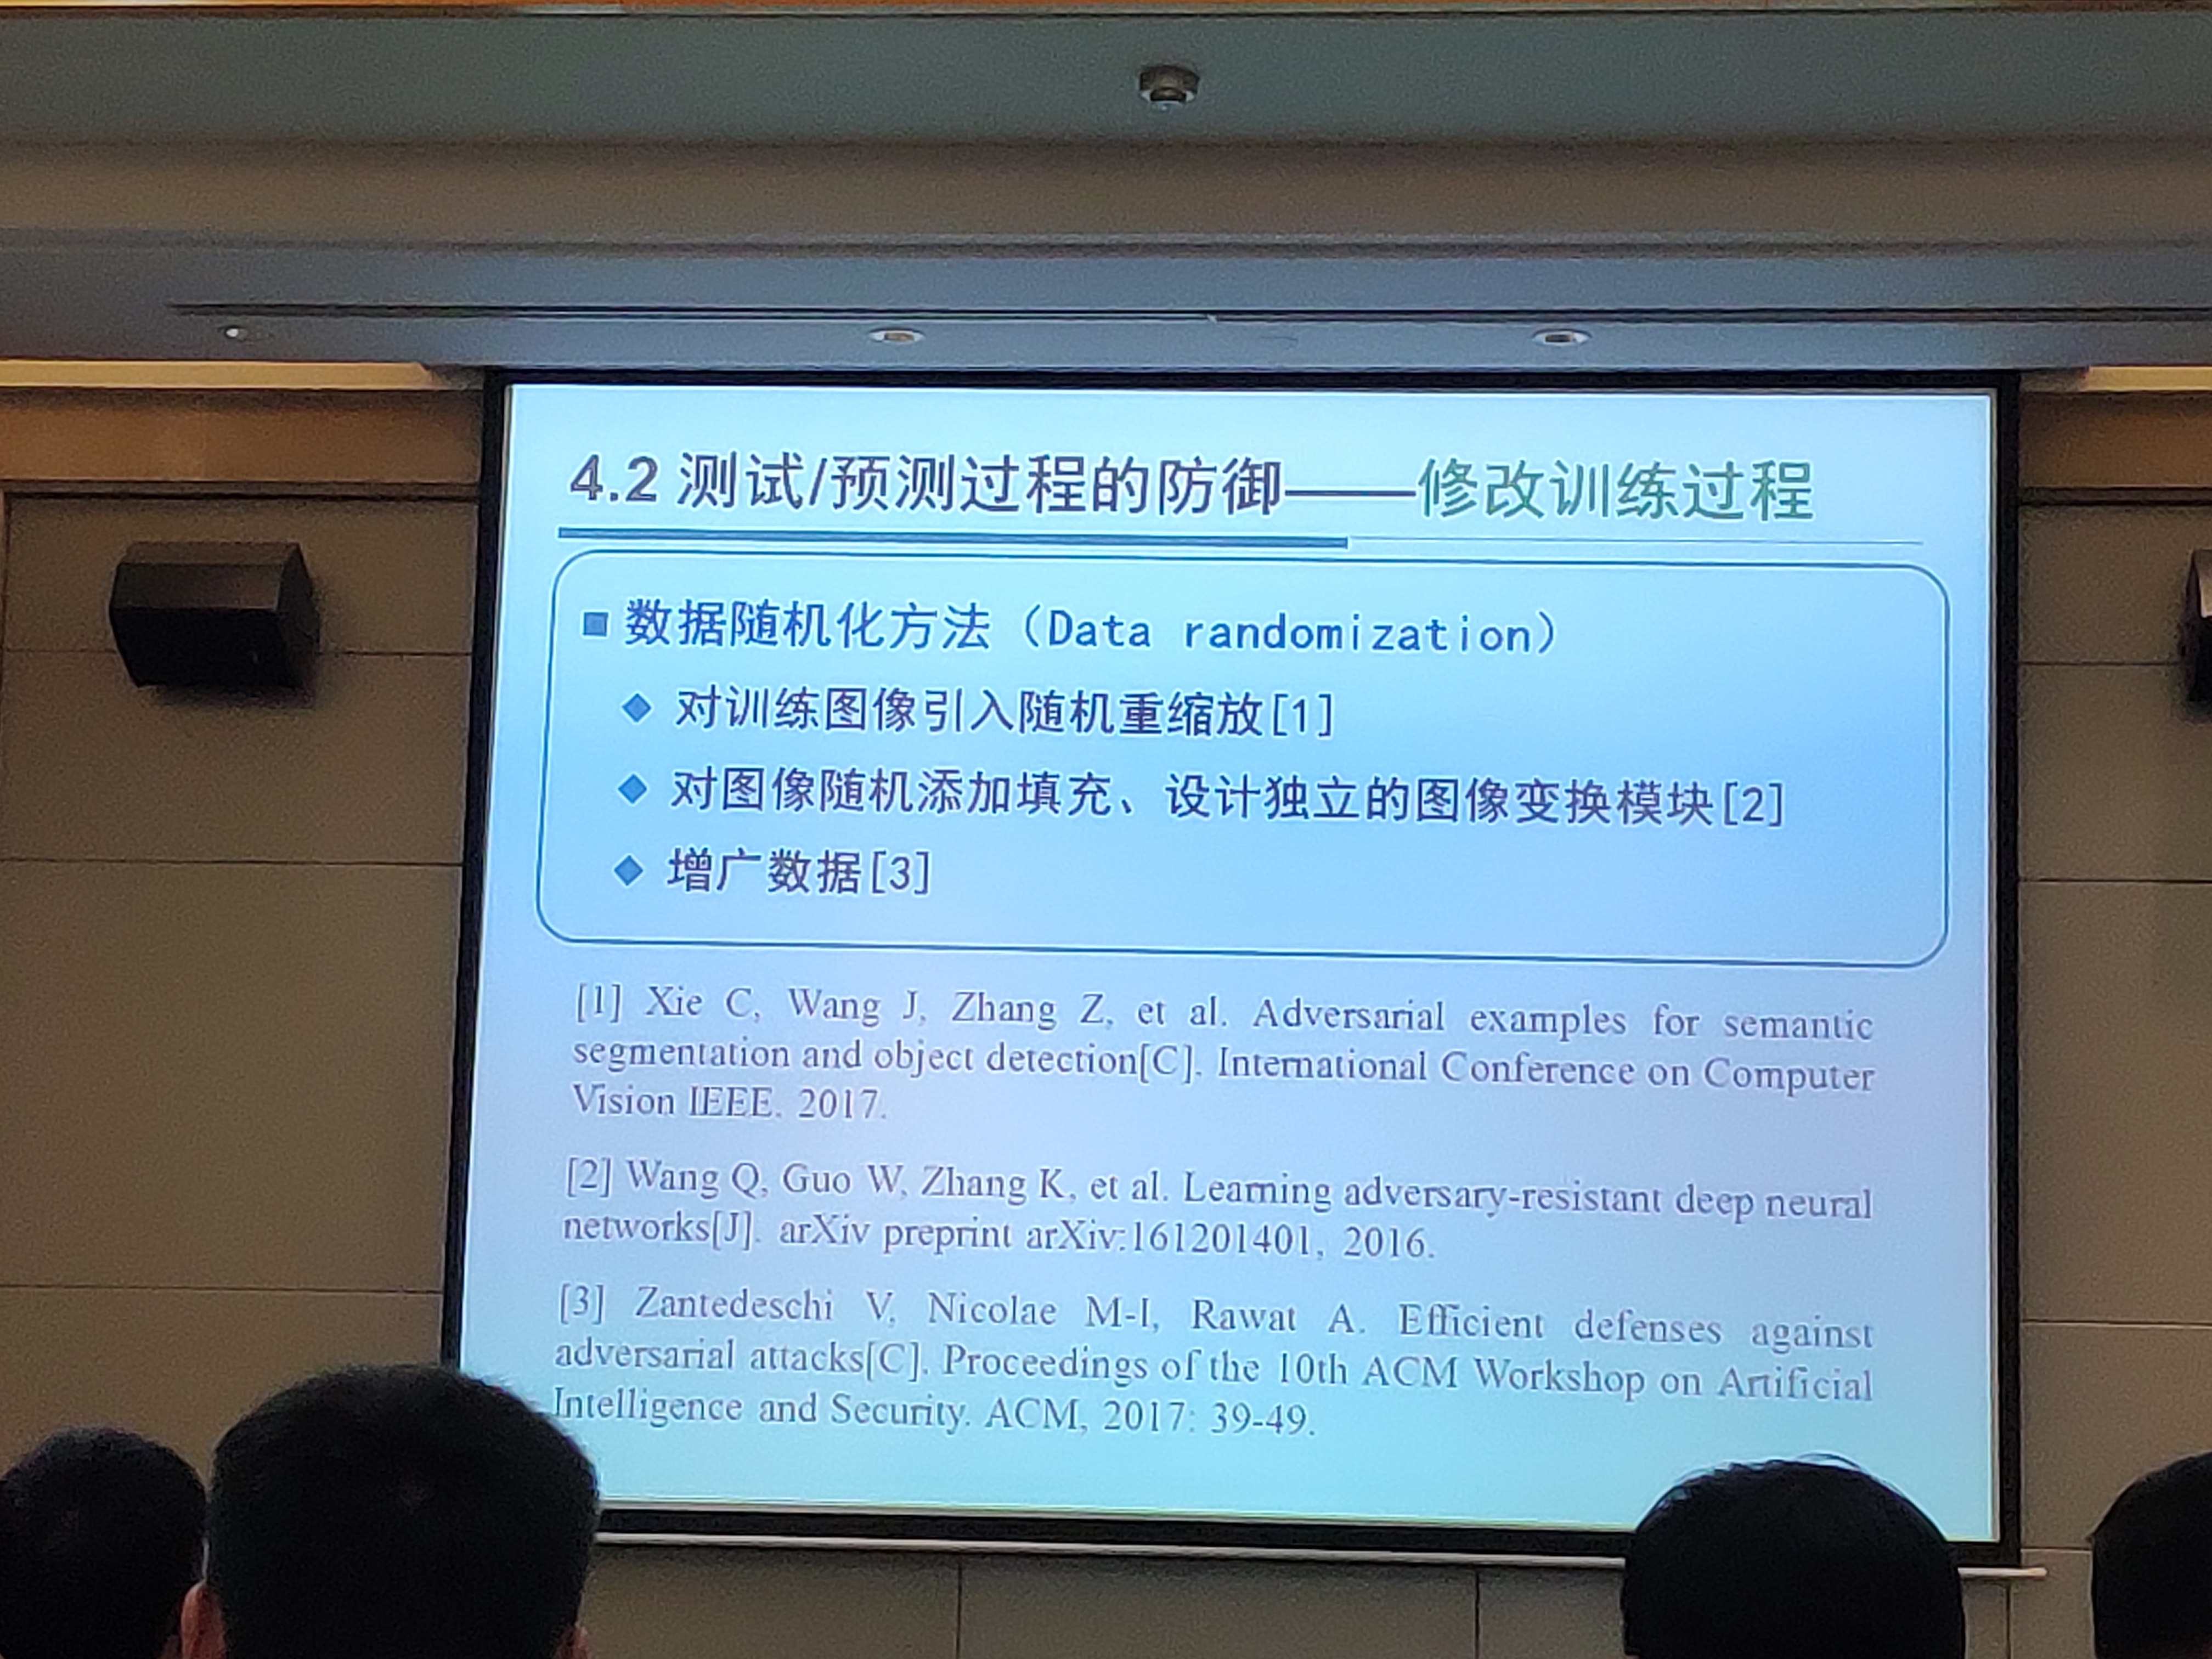 4.2 测试/预测过程的防御——修改训练过程
数据随机化方法（Data randomization）
对训练图像引入随机重缩放[1]
对图像随机添加填充、设计独立的图像变换模块[2]
增广数据[3]
[1] Xie C, Wang J, Zhang Z, et al. Adversarial examples for semantic
segmentation and object detection[C]. International Conference on Computer
Vision IEEE. 2017.
[2] Wang Q, Guo W, Zhang K, et al. Learning adversary-resistant deep neural
networks[J]. arXiv preprint arXiv:161201401, 2016.
[3] Zantedeschi V, Nicolae M-I, Rawat A. Efficient defenses against
adversarial attacks[C]. Proceedings of the 10th ACM Workshop on Artificial
Intelligence and Security. ACM, 2017: 39-49.